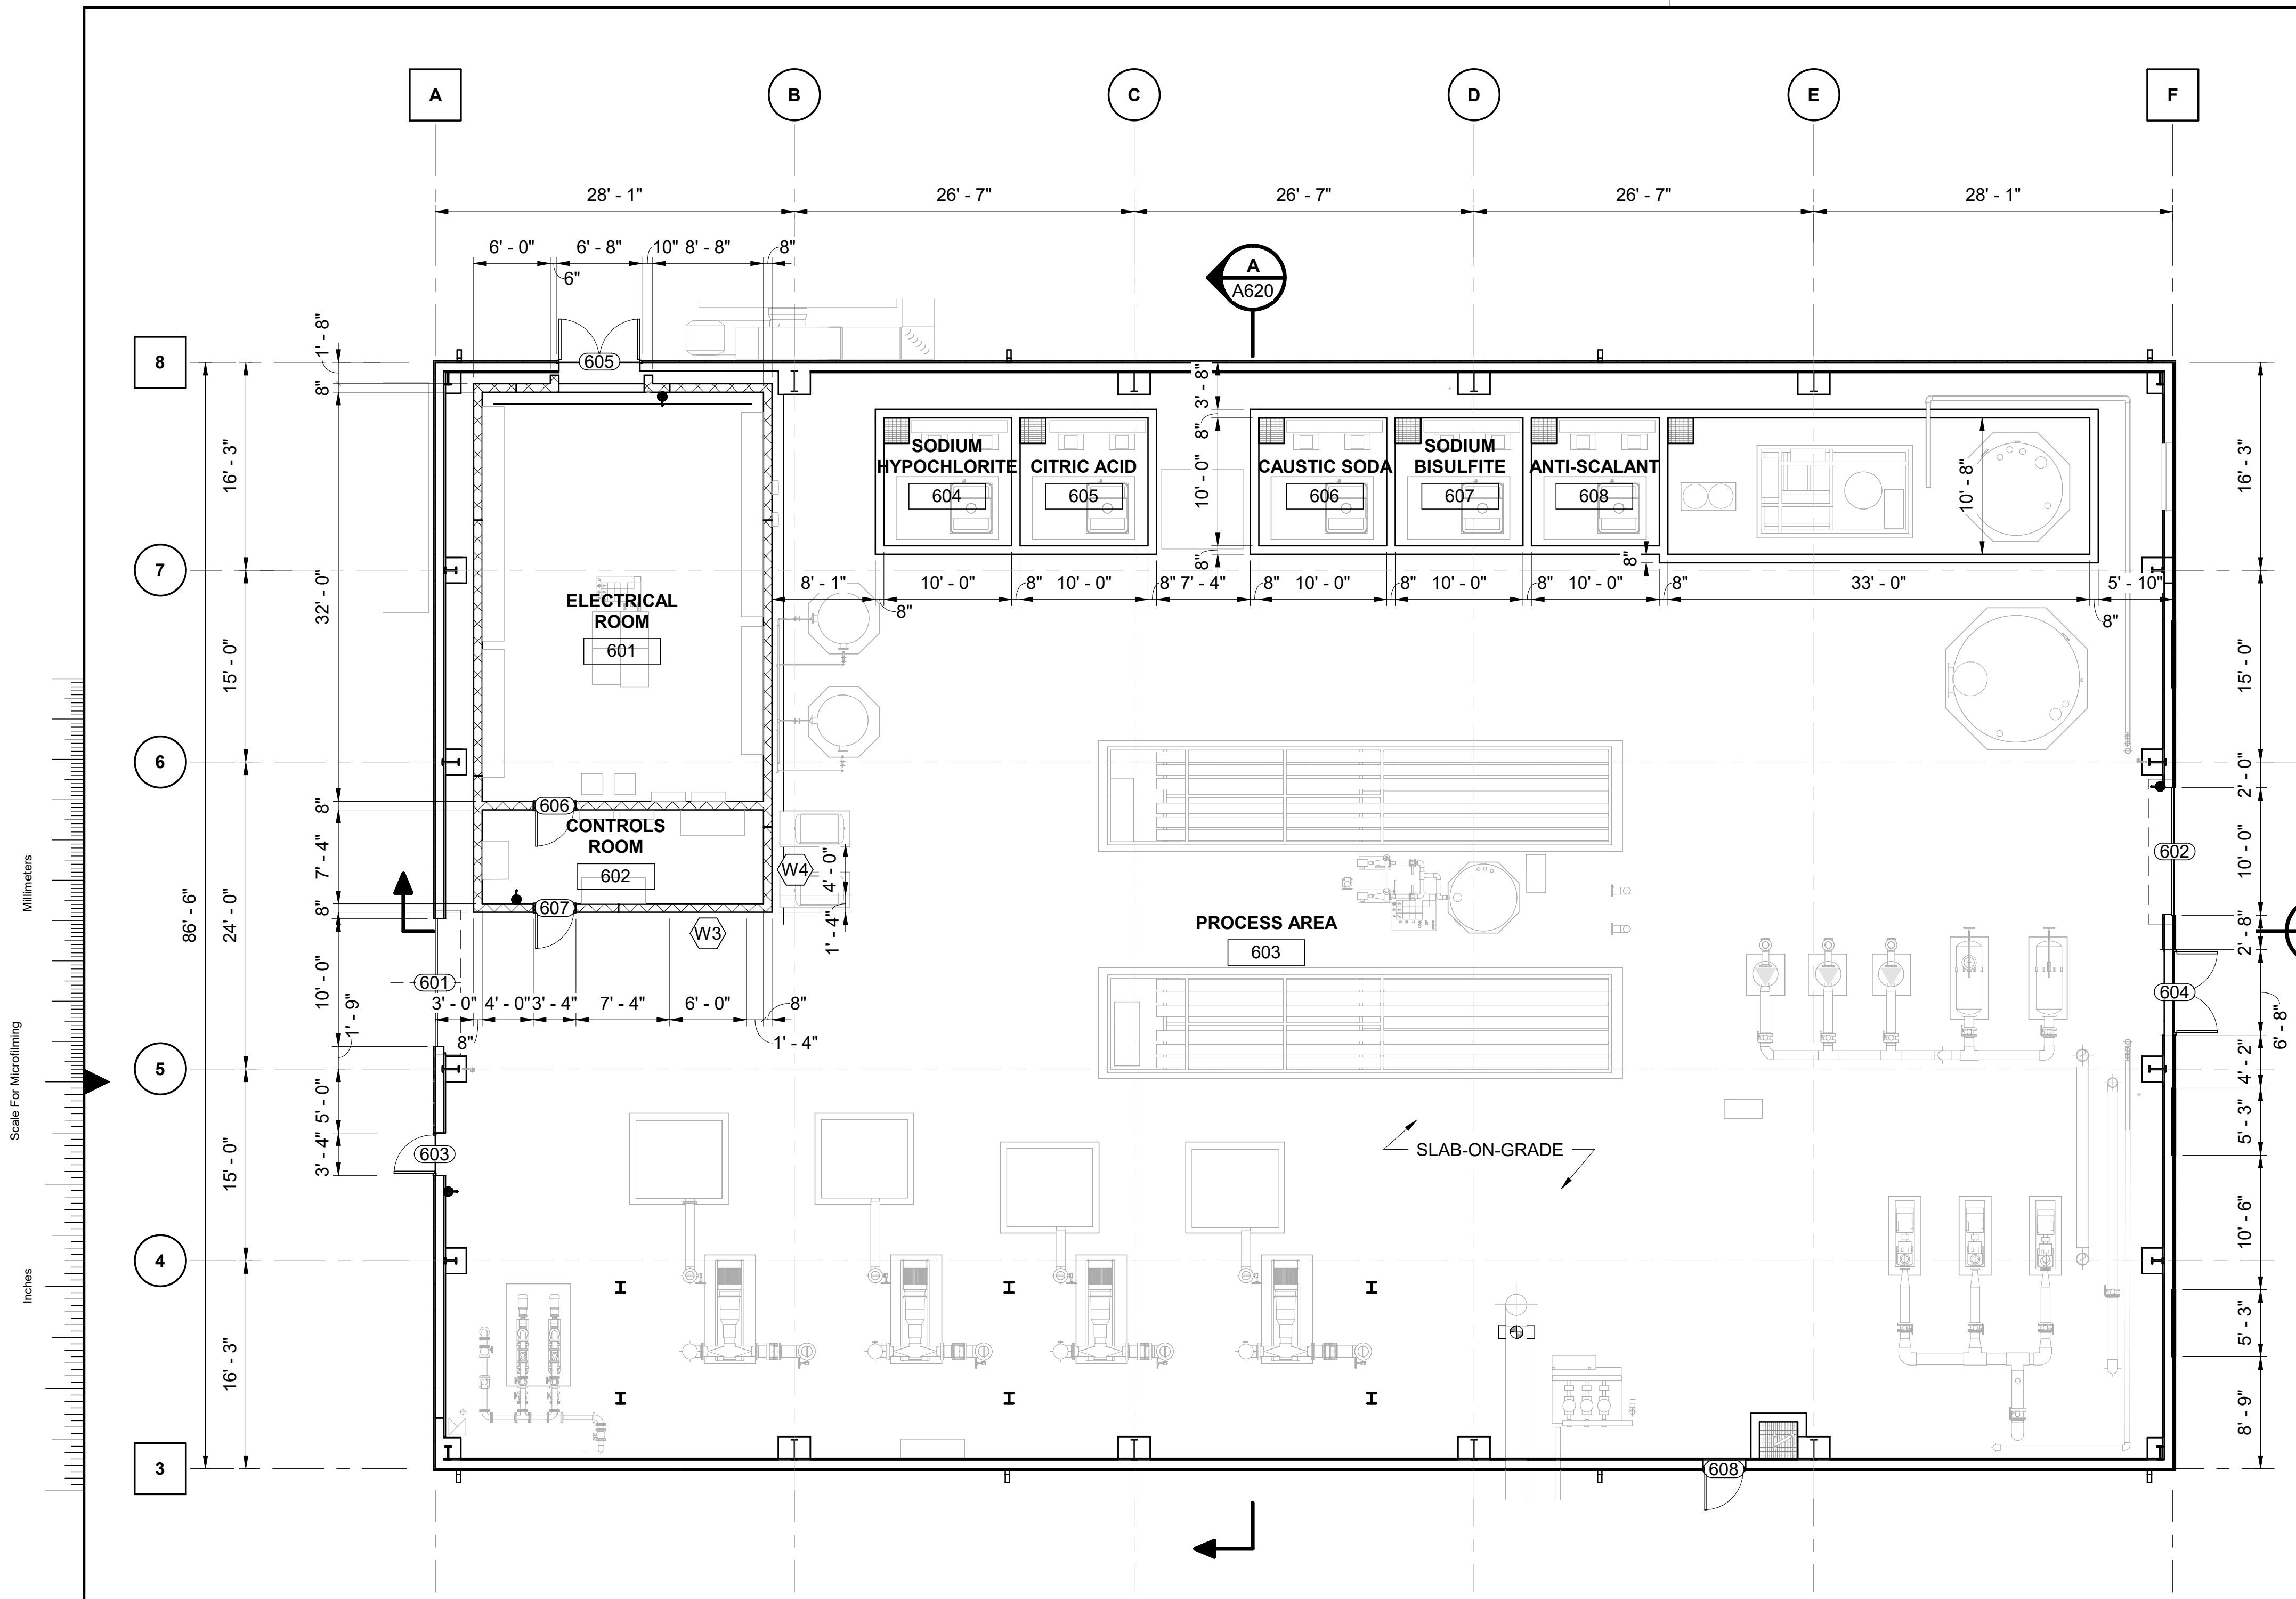 A
B
C
D
E
F
28' - 1"
26' - 7"
26' - 7"
26' - 7"
28' - 1"
6' - 0"
6' - 8"
10"
8' - 8"
8"
6"
A
A620
8
7
6
5
4
3
86' - 6"
16' - 3"
15' - 0"
24' - 0"
15' - 0"
16' - 3"
1' - 8"
8"
32' - 0"
8"
7' - 4"
8"
10' - 0"
1' - 9"
5' - 0"
3' - 4"
605
3' - 8"
8"
10' - 0"
8"
SODIUM
HYPOCHLORITE
604
CITRIC ACID
605
CAUSTIC SODA
606
SODIUM
BISULFITE
607
ANTI-SCALANT
608
10' - 8"
8"
8' - 1"
8"
10' - 0"
8"
10' - 0"
8"
7' - 4"
8"
10' - 0"
8"
10' - 0"
8"
10' - 0"
8"
33' - 0"
5' - 10"
8"
ELECTRICAL
ROOM
601
606
CONTROLS
ROOM
602
607
W4
W3
4' - 0"
1' - 4"
601
3' - 0"
4' - 0"
3' - 4"
7' - 4"
6' - 0"
8"
8"
1' - 4"
603
PROCESS AREA
603
SLAB-ON-GRADE
608
602
604
16' - 3"
15' - 0"
2' - 0"
10' - 0"
2' - 8"
6' - 8"
4' - 2"
5' - 3"
10' - 6"
5' - 3"
8' - 9"
Millimeters
Scale For Microfilming
Inches